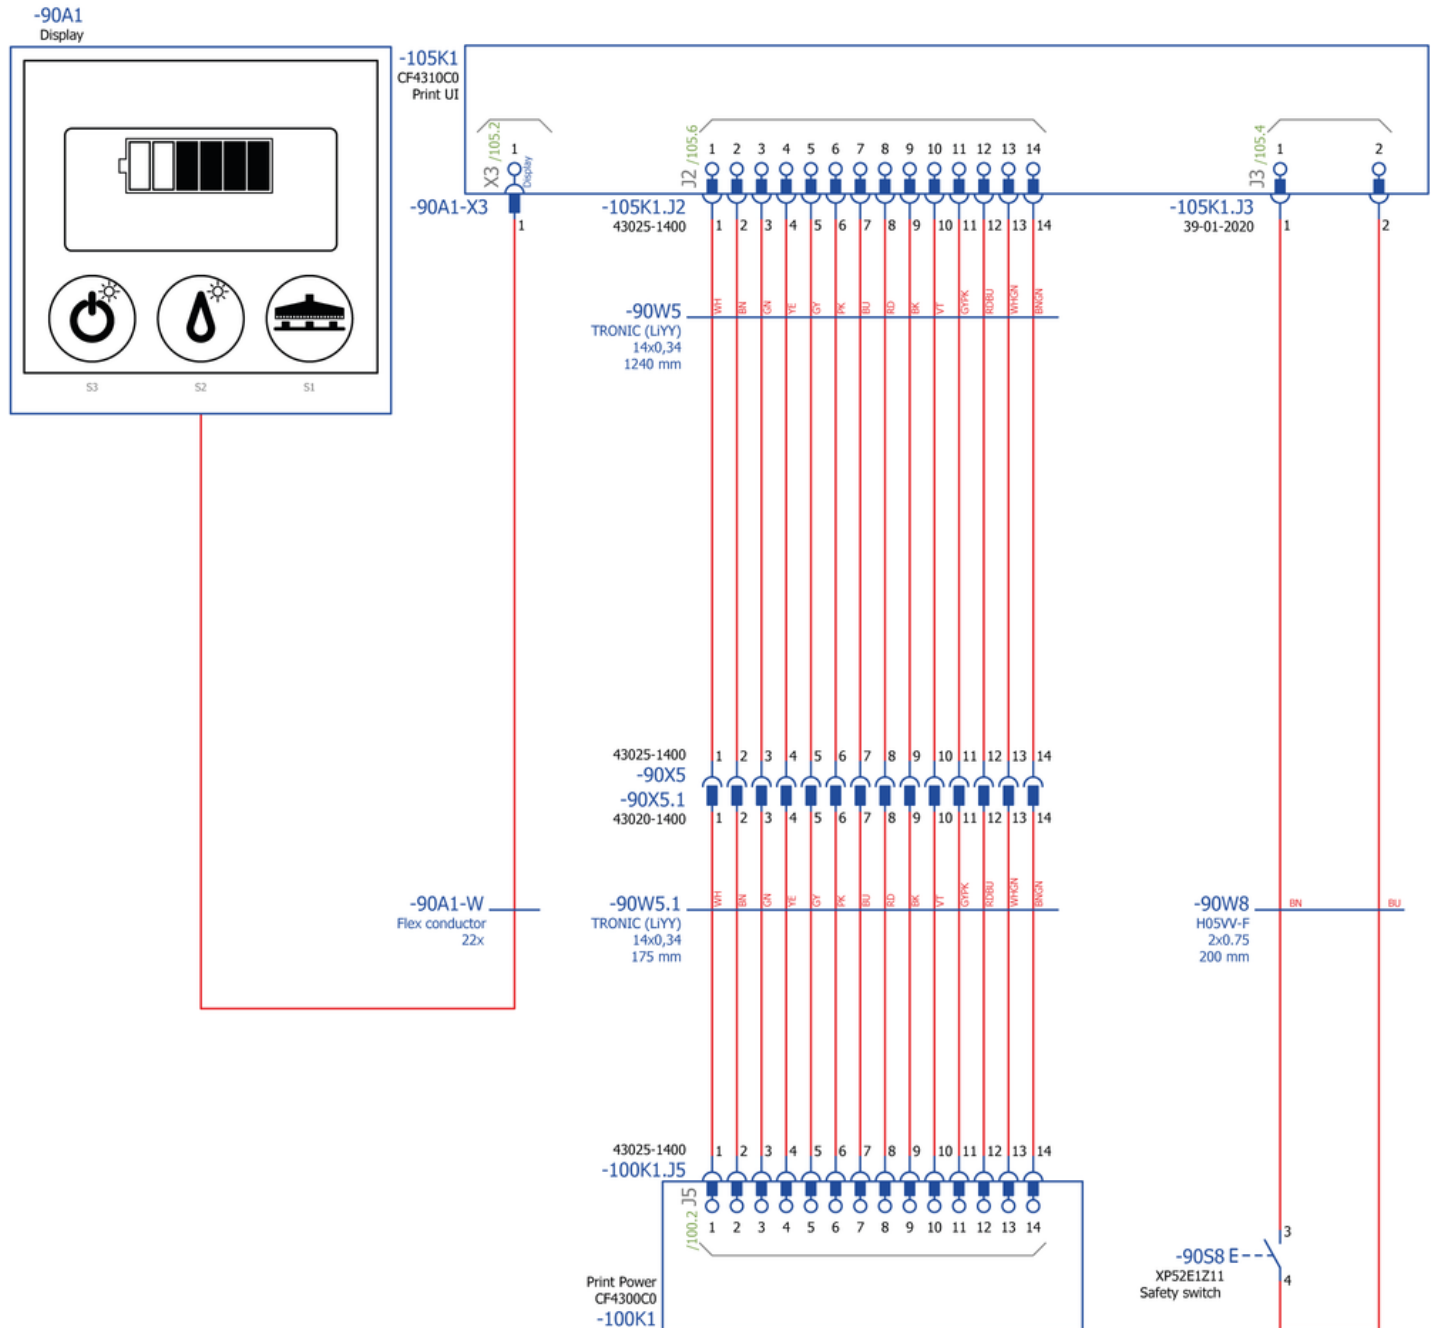 -90A1
Display
S3 S2 S1
-105K1
CF4310C0
Print UI
X3 /105.2
1
Display
-90A1-X3
1
J2 /105.6
1 2 3 4 5 6 7 8 9 10 11 12 13 14
-105K1.J2
43025-1400
1 2 3 4 5 6 7 8 9 10 11 12 13 14
J3 /105.4
1 2
-105K1.J3
39-01-2020
1 2
-90W5
TRONIC (LiYY)
14x0,34
1240 mm
WH BN GN YE GY PK BU RD BK VT GYPK RDBU WHGN BNGN
43025-1400
1 2 3 4 5 6 7 8 9 10 11 12 13 14
-90X5
-90X5.1
43020-1400
1 2 3 4 5 6 7 8 9 10 11 12 13 14
-90A1-W
Flex conductor
22x
-90W5.1
TRONIC (LiYY)
14x0,34
175 mm
WH BN GN YE GY PK BU RD BK VT GYPK RDBU WHGN BNGN
-90W8
H05VV-F
2x0.75
200 mm
BN BU
43025-1400
1 2 3 4 5 6 7 8 9 10 11 12 13 14
-100K1.J5
/100.2 J5
1 2 3 4 5 6 7 8 9 10 11 12 13 14
Print Power
CF4300C0
-100K1
3
-90S8
XP52E1Z11
Safety switch
4